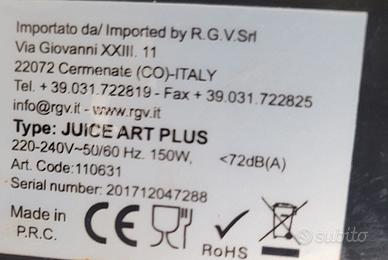 Importato da/ Imported by R.G.V.Srl
Via Giovanni XXIII. 11
22072 Cermenate (CO)-ITALY
Tel. + 39.031.722819 - Fax + 39.031.722825
info@rgv.it - www.rgv.it
Type: JUICE ART PLUS
220-240V~50/60 Hz. 150W, <72dB(A)
Art. Code:110631
Serial number: 201712047288
Made in
P.R.C.
CE
RoHS
subito